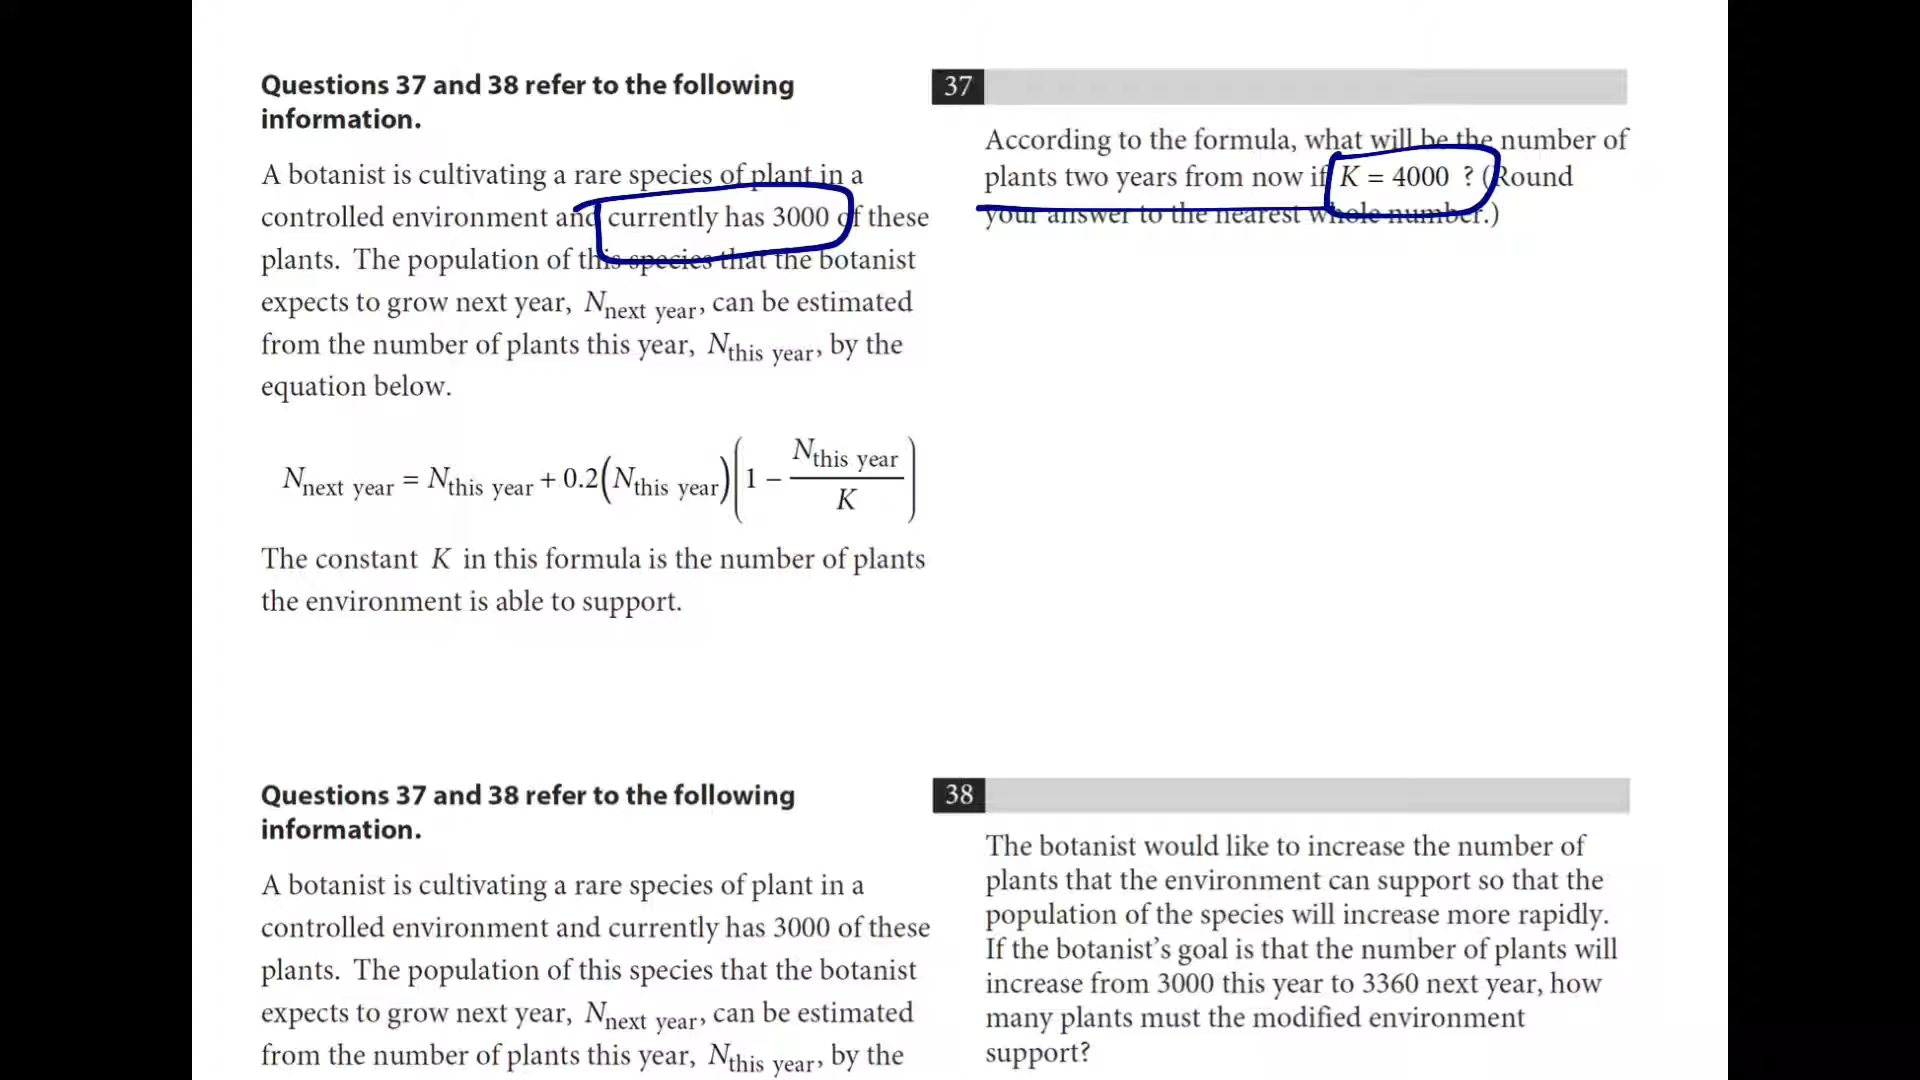 Questions 37 and 38 refer to the following
information.
A botanist is cultivating a rare species of plant in a
controlled environment and currently has 3000 of these
plants. The population of this species that the botanist
expects to grow next year, Nnext year, can be estimated
from the number of plants this year, Nthis year, by the
equation below.
Nnext year = Nthis year + 0.2(Nthis year)(1 − Nthis year / K)
The constant K in this formula is the number of plants
the environment is able to support.
37
According to the formula, what will be the number of
plants two years from now if K = 4000 ? (Round
your answer to the nearest whole number.)
Questions 37 and 38 refer to the following
information.
A botanist is cultivating a rare species of plant in a
controlled environment and currently has 3000 of these
plants. The population of this species that the botanist
expects to grow next year, Nnext year, can be estimated
from the number of plants this year, Nthis year, by the
38
The botanist would like to increase the number of
plants that the environment can support so that the
population of the species will increase more rapidly.
If the botanist’s goal is that the number of plants will
increase from 3000 this year to 3360 next year, how
many plants must the modified environment
support?